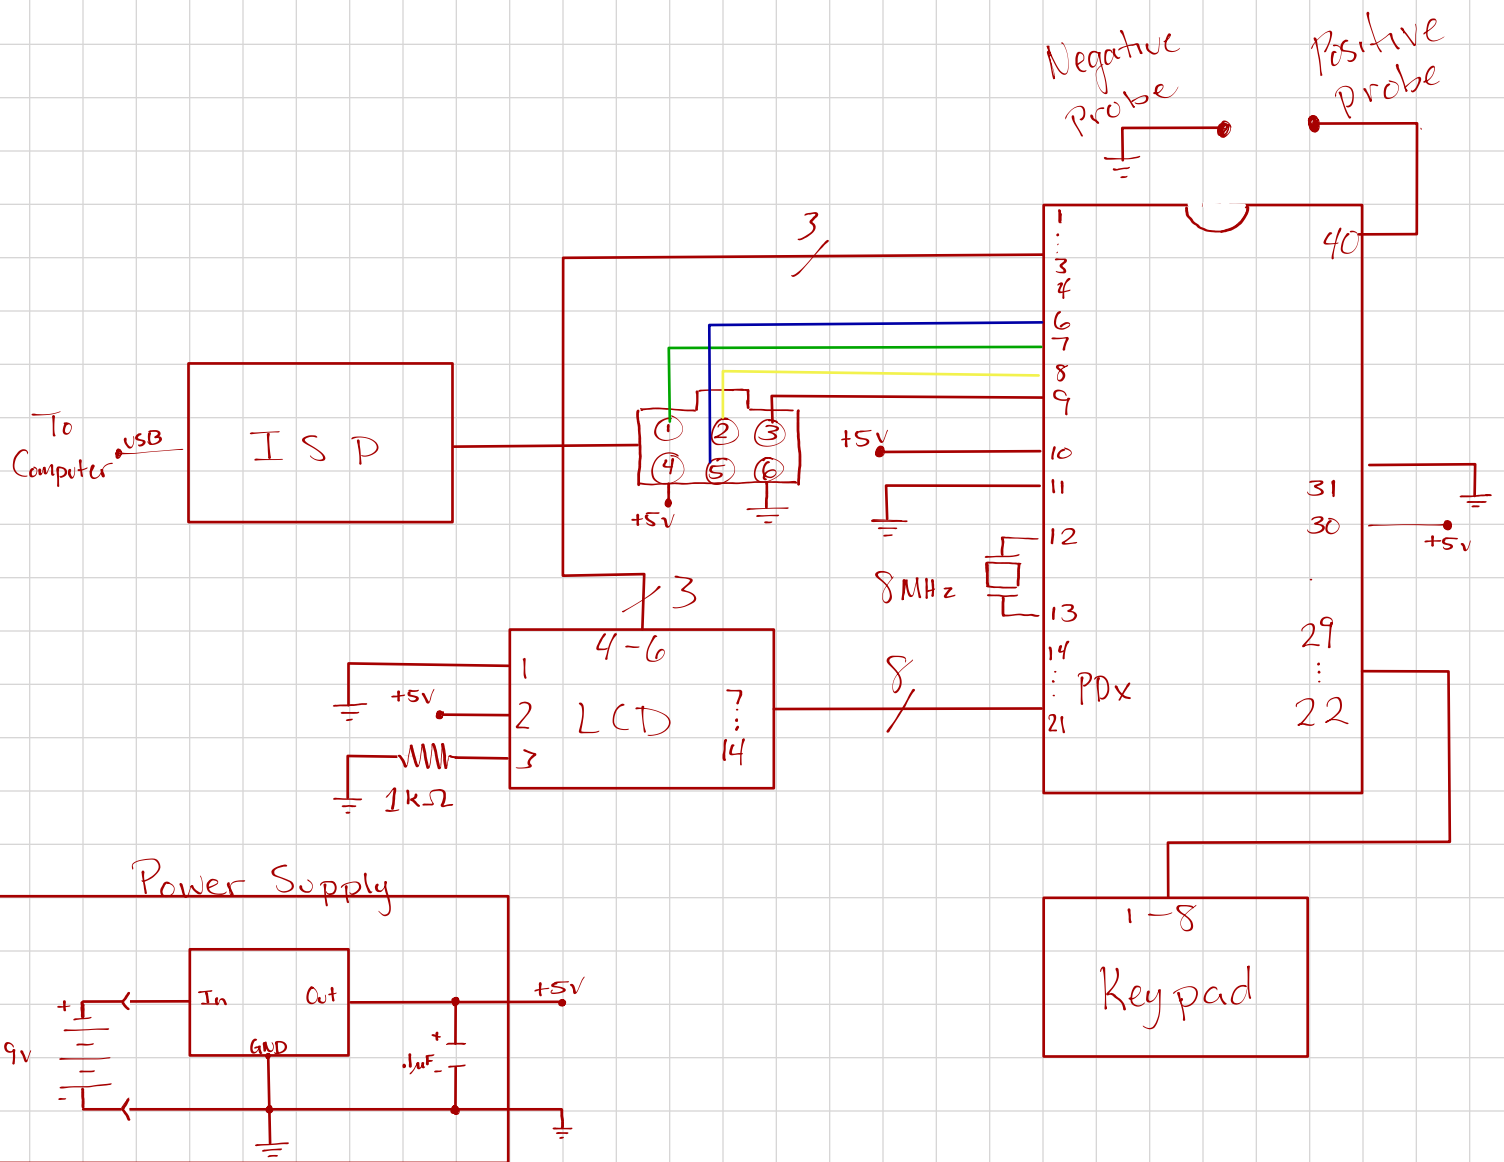 Negative
Probe
Positive
Probe
3
1
3
4
6
7
8
9
10
11
12
13
14
21
PDx
40
31
30
29
22
+5v
+5v
8MHz
To
Computer
USB
ISP
1
2
3
4
5
6
+5v
3
4-6
1
2
3
LCD
7
14
+5v
1kΩ
8
1-8
Keypad
Power Supply
+
9v
-
In
Out
GND
+5v
+
.1uF
-